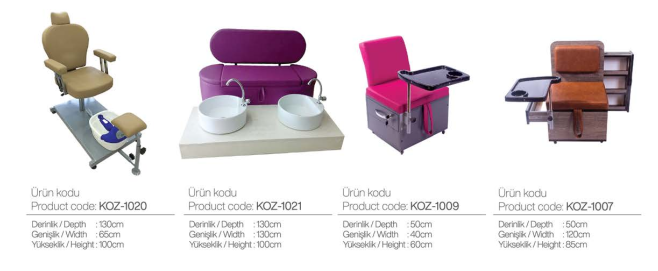 Ürün kodu
Product code: KOZ-1020
Derinlik / Depth : 130cm
Genişlik / Width : 65cm
Yükseklik / Height : 100cm
Ürün kodu
Product code: KOZ-1021
Derinlik / Depth : 130cm
Genişlik / Width : 130cm
Yükseklik / Height : 100cm
Ürün kodu
Product code: KOZ-1009
Derinlik / Depth : 50cm
Genişlik / Width : 40cm
Yükseklik / Height : 60cm
Ürün kodu
Product code: KOZ-1007
Derinlik / Depth : 50cm
Genişlik / Width : 120cm
Yükseklik / Height : 85cm